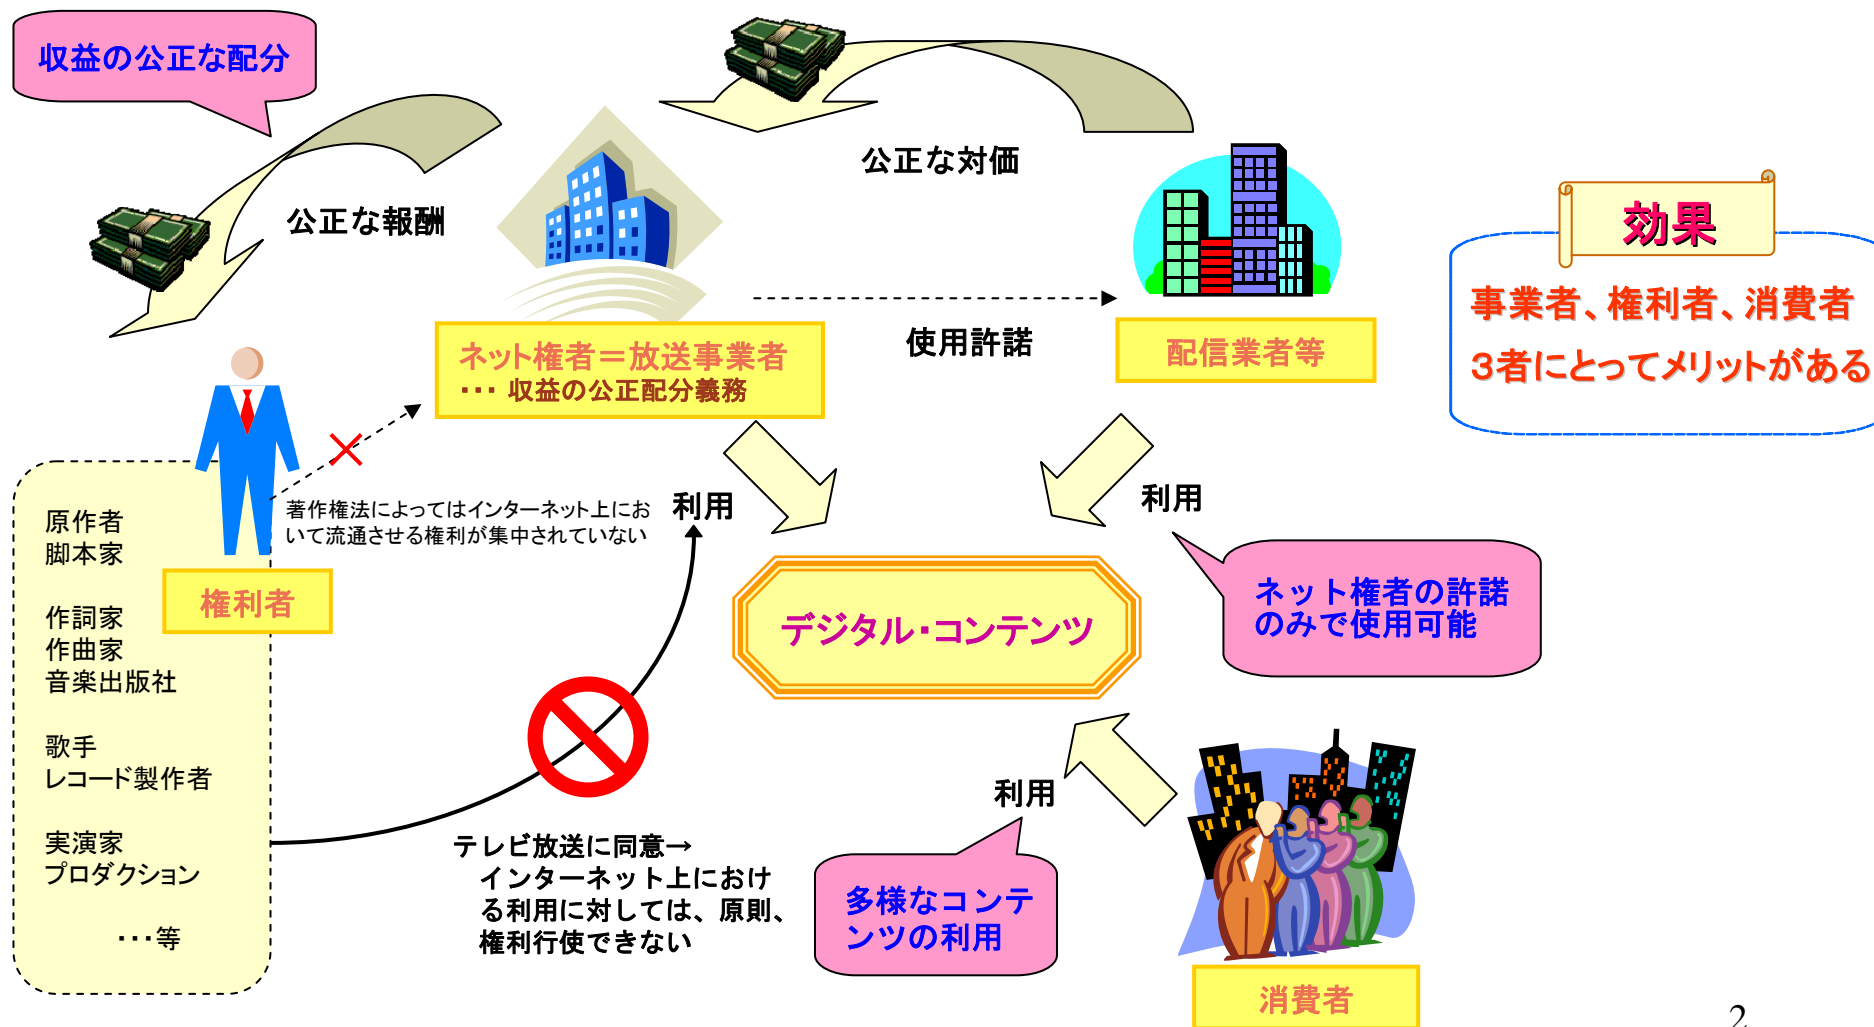 収益の公正な配分
公正な対価
公正な報酬
効果
事業者、権利者、消費者
３者にとってメリットがある
使用許諾
ネット権者＝放送事業者
・・・ 収益の公正配分義務
配信業者等
著作権法によってはインターネット上にお
いて流通させる権利が集中されていない
利用
利用
原作者
脚本家
作詞家
作曲家
音楽出版社
歌手
レコード製作者
実演家
プロダクション
・・・等
権利者
デジタル・コンテンツ
ネット権者の許諾
のみで使用可能
利用
テレビ放送に同意→
インターネット上におけ
る利用に対しては、原則、
権利行使できない
多様なコンテ
ンツの利用
消費者
2